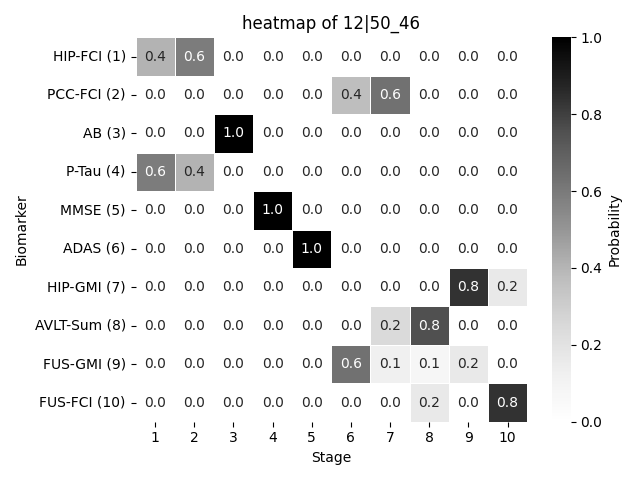 heatmap of 12|50_46
HIP-FCI (1) 0.4 0.6 0.0 0.0 0.0 0.0 0.0 0.0 0.0 0.0
PCC-FCI (2) 0.0 0.0 0.0 0.0 0.0 0.4 0.6 0.0 0.0 0.0
AB (3) 0.0 0.0 1.0 0.0 0.0 0.0 0.0 0.0 0.0 0.0
P-Tau (4) 0.6 0.4 0.0 0.0 0.0 0.0 0.0 0.0 0.0 0.0
MMSE (5) 0.0 0.0 0.0 1.0 0.0 0.0 0.0 0.0 0.0 0.0
ADAS (6) 0.0 0.0 0.0 0.0 1.0 0.0 0.0 0.0 0.0 0.0
HIP-GMI (7) 0.0 0.0 0.0 0.0 0.0 0.0 0.0 0.0 0.8 0.2
AVLT-Sum (8) 0.0 0.0 0.0 0.0 0.0 0.0 0.2 0.8 0.0 0.0
FUS-GMI (9) 0.0 0.0 0.0 0.0 0.0 0.6 0.1 0.1 0.2 0.0
FUS-FCI (10) 0.0 0.0 0.0 0.0 0.0 0.0 0.0 0.2 0.0 0.8
1 2 3 4 5 6 7 8 9 10
Stage
Biomarker
1.0
0.8
0.6
0.4
0.2
0.0
Probability